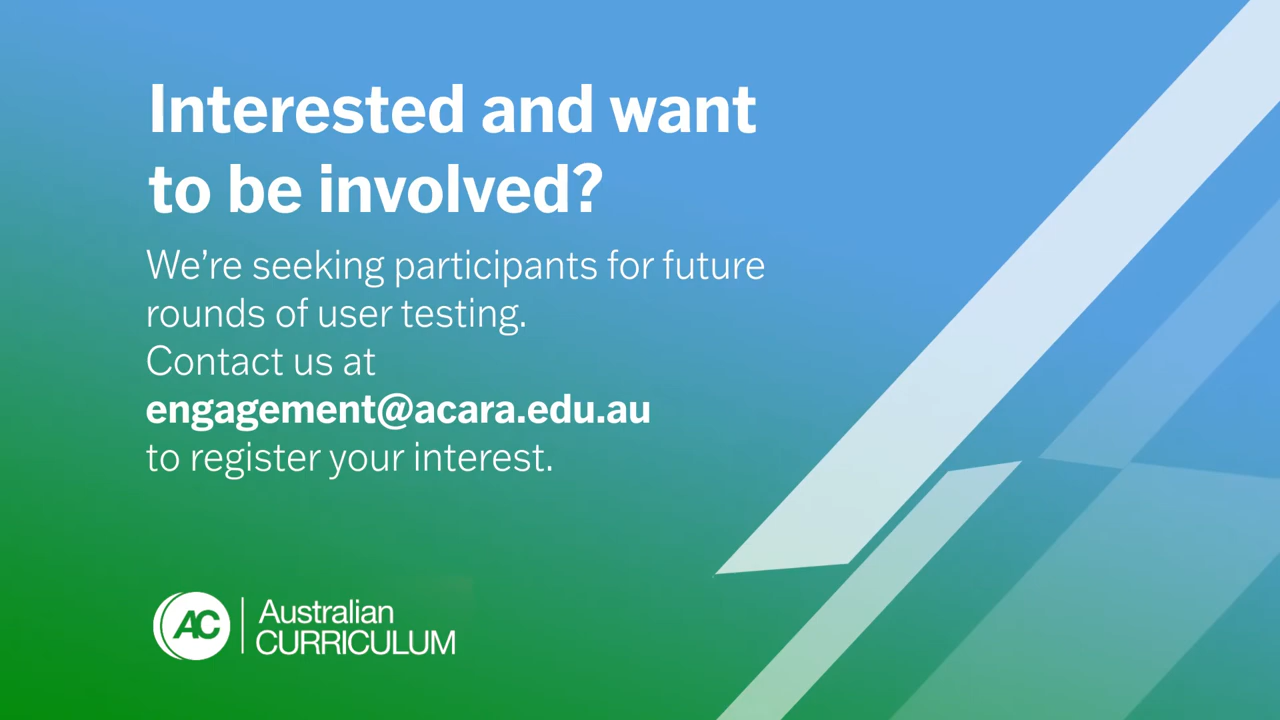 Interested and want
to be involved?
We’re seeking participants for future
rounds of user testing.
Contact us at
engagement@acara.edu.au
to register your interest.
AC
Australian
CURRICULUM